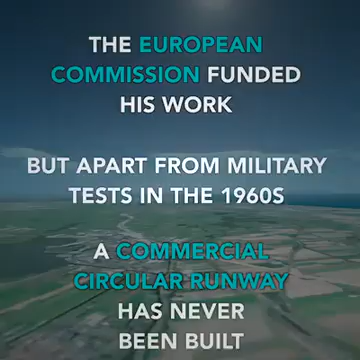 THE EUROPEAN
COMMISSION FUNDED
HIS WORK
BUT APART FROM MILITARY
TESTS IN THE 1960S
A COMMERCIAL
CIRCULAR RUNWAY
HAS NEVER
BEEN BUILT